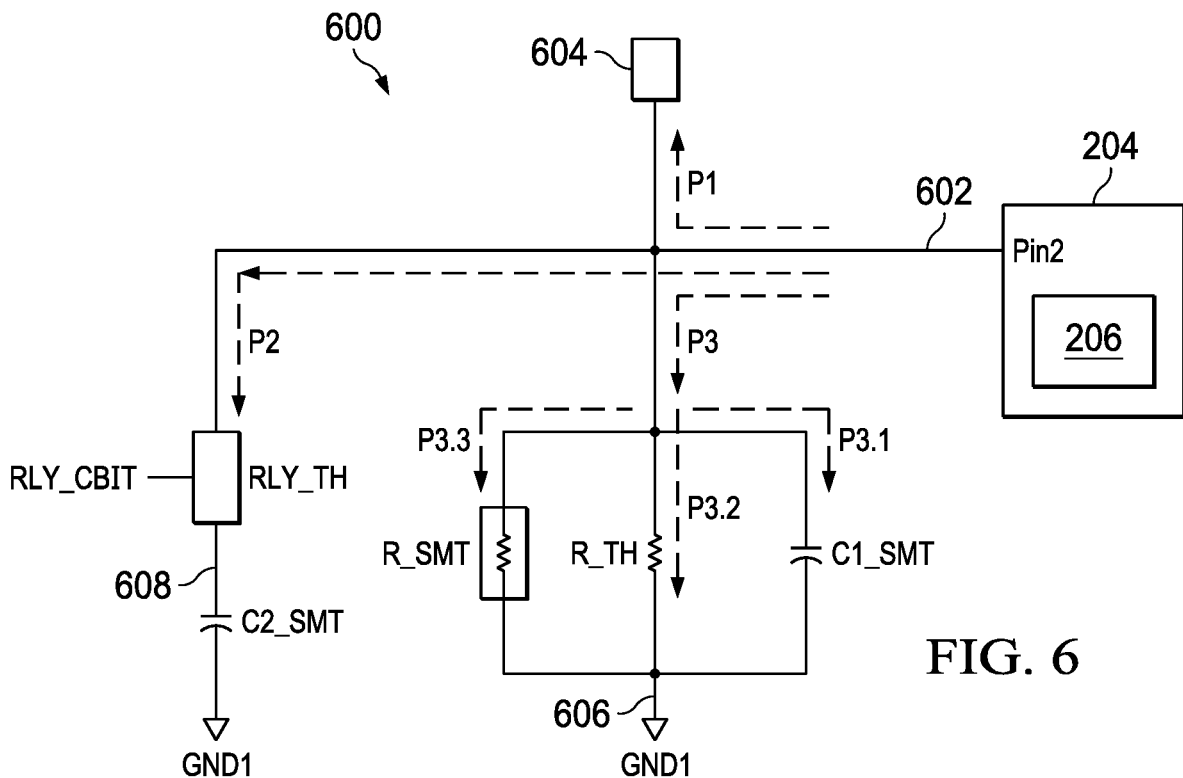 600
604
204
P1
602
Pin2
206
P2
P3
P3.3
P3.1
RLY_CBIT
RLY_TH
P3.2
R_SMT
R_TH
C1_SMT
608
C2_SMT
FIG. 6
606
GND1
GND1